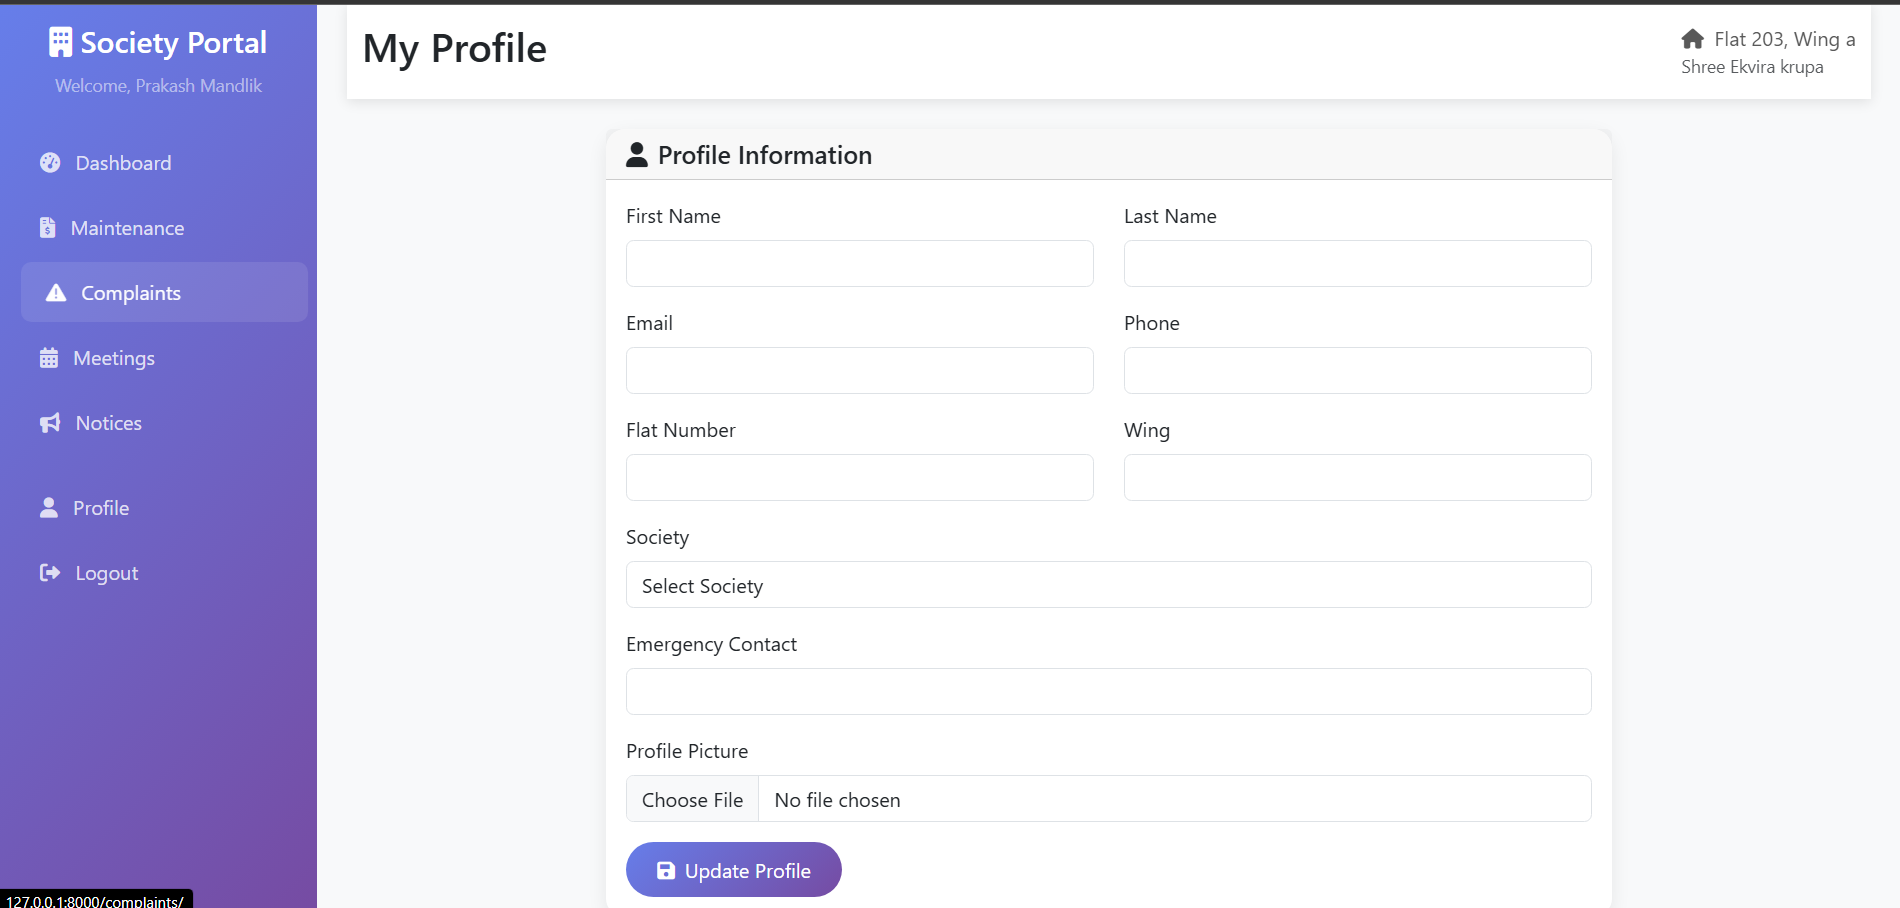 Society Portal
Welcome, Prakash Mandlik
Dashboard
Maintenance
Complaints
Meetings
Notices
Profile
Logout
My Profile
Flat 203, Wing a
Shree Ekvira krupa
Profile Information
First Name
Last Name
Email
Phone
Flat Number
Wing
Society
Select Society
Emergency Contact
Profile Picture
Choose File No file chosen
Update Profile
127.0.0.1:8000/complaints/